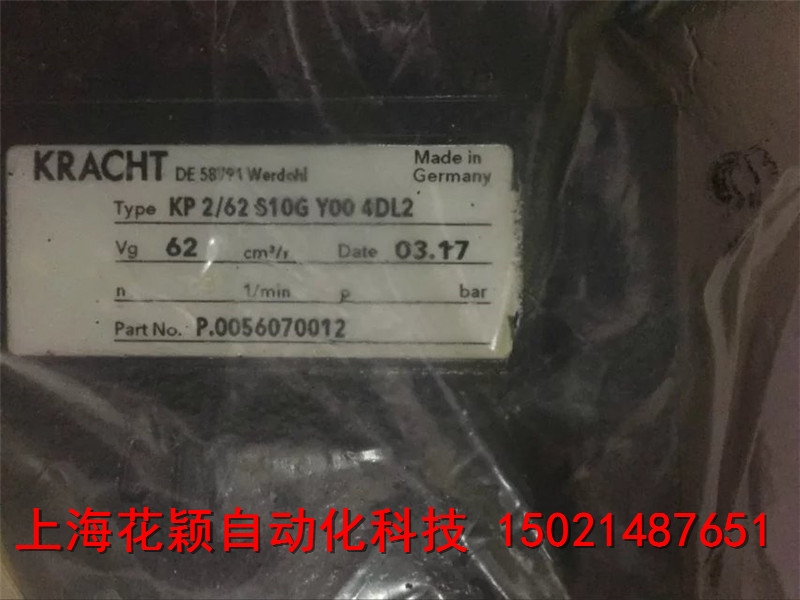 KRACHT DE 58791 Werdohl
Made in
Germany
Type KP 2/62 S10G Y00 4DL2
Vg 62 cm³/r Date 03.17
n 1/min p bar
Part No. P.0056070012
上海花颖自动化科技 15021487651